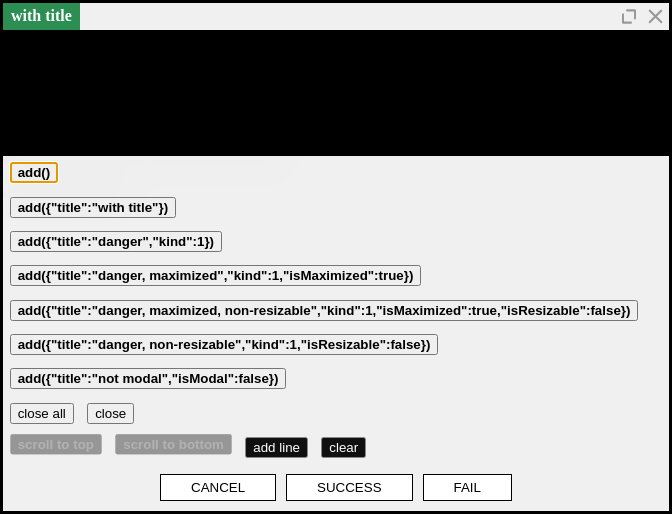 with title
add()
add({"title":"with title"})
add({"title":"danger","kind":1})
add({"title":"danger, maximized","kind":1,"isMaximized":true})
add({"title":"danger, maximized, non-resizable","kind":1,"isMaximized":true,"isResizable":false})
add({"title":"danger, non-resizable","kind":1,"isResizable":false})
add({"title":"not modal","isModal":false})
close all close
scroll to top scroll to bottom add line clear
CANCEL SUCCESS FAIL